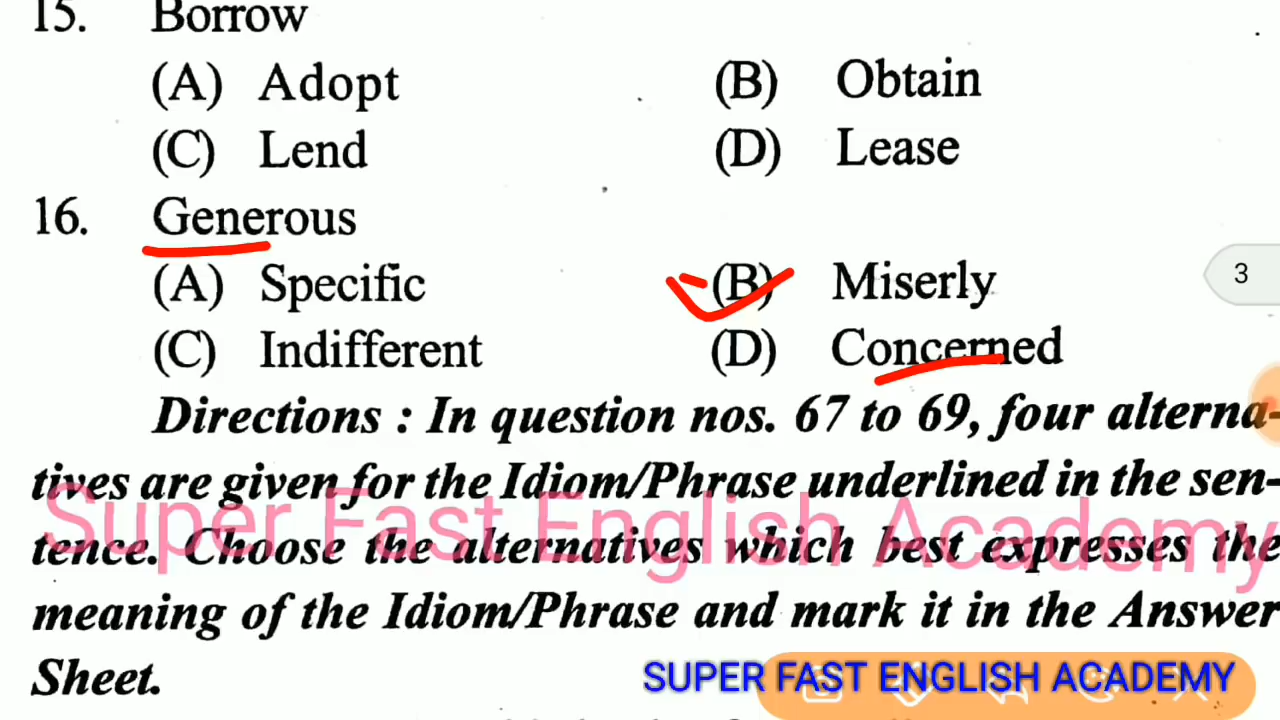 15. Borrow
(A) Adopt (B) Obtain
(C) Lend (D) Lease
16. Generous
(A) Specific (B) Miserly
(C) Indifferent (D) Concerned
3
Directions : In question nos. 67 to 69, four alterna-
tives are given for the Idiom/Phrase underlined in the sen-
tence. Choose the alternatives which best expresses the
meaning of the Idiom/Phrase and mark it in the Answer
Sheet.
Super Fast English Academy
SUPER FAST ENGLISH ACADEMY